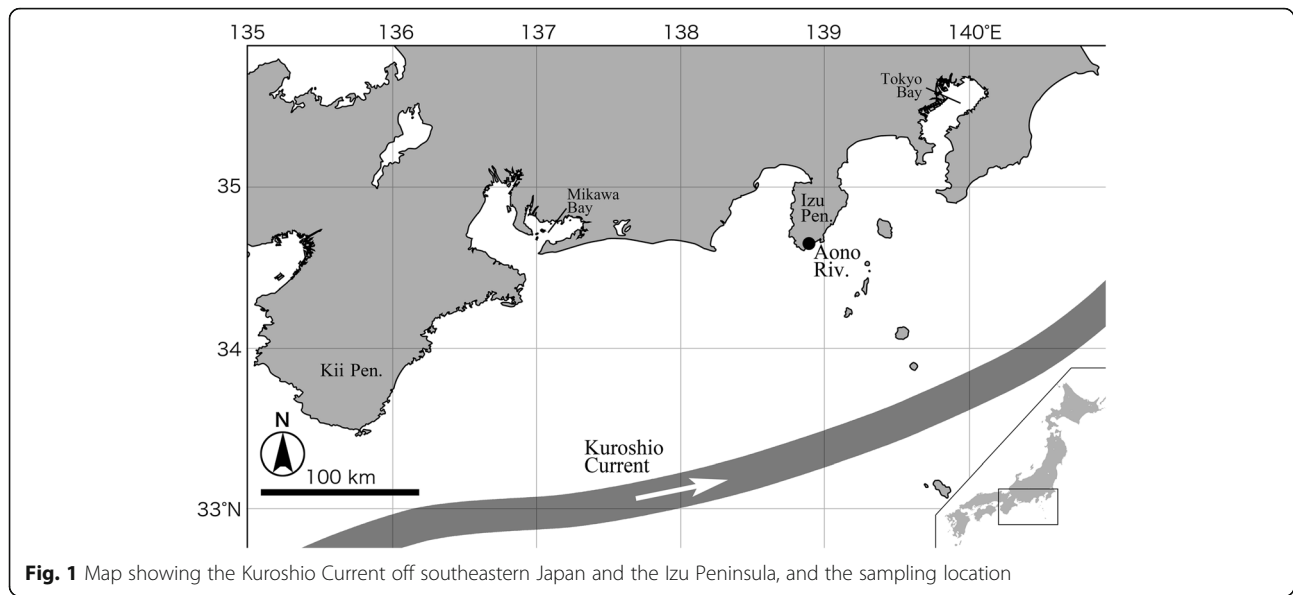 135
136
137
138
139
140°E
Tokyo
Bay
35
Mikawa
Bay
Izu
Pen.
Aono
Riv.
34
Kii Pen.
N
Kuroshio
Current
100 km
33°N
Fig. 1 Map showing the Kuroshio Current off southeastern Japan and the Izu Peninsula, and the sampling location